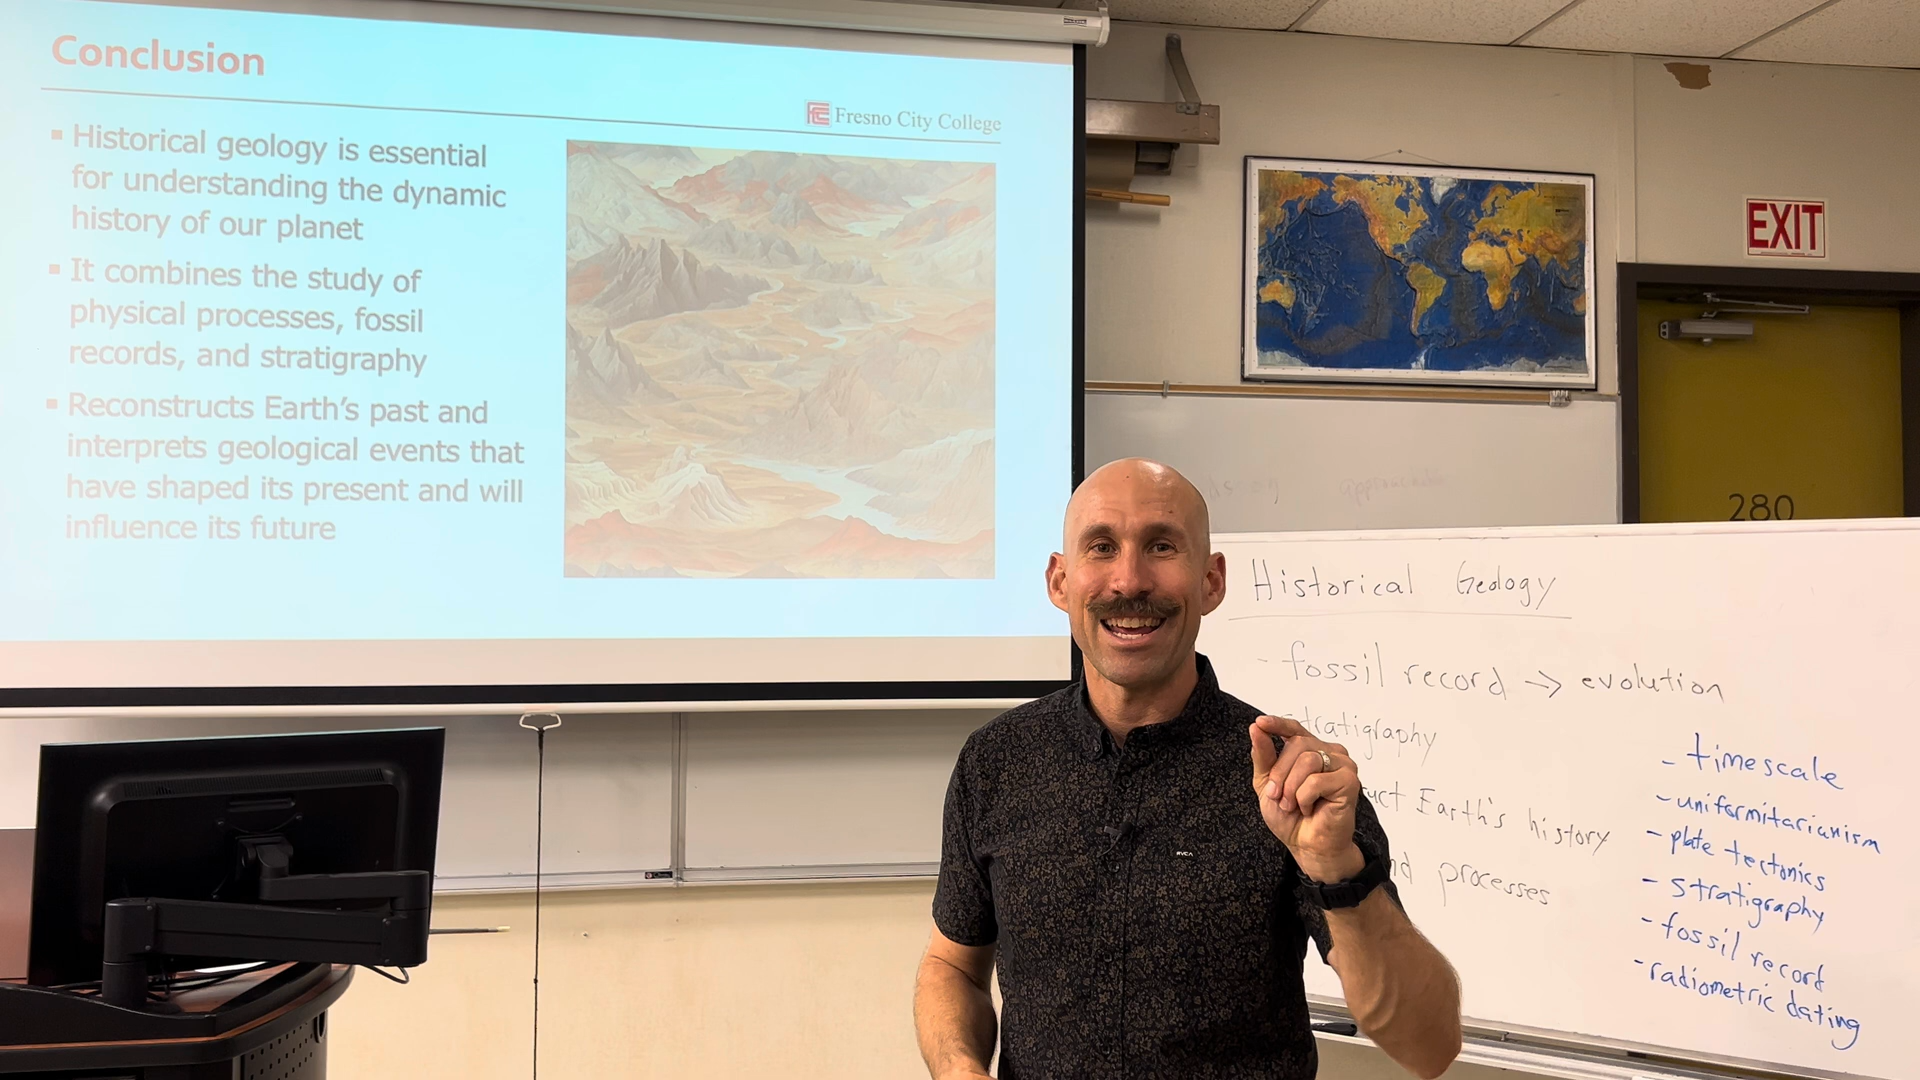 Conclusion
Fresno City College
▪ Historical geology is essential
for understanding the dynamic
history of our planet
▪ It combines the study of
physical processes, fossil
records, and stratigraphy
▪ Reconstructs Earth's past and
interprets geological events that
have shaped its present and will
influence its future
EXIT
280
Historical Geology
- fossil record → evolution
stratigraphy
uct Earth's history
nd processes
- timescale
- uniformitarianism
- plate tectonics
- stratigraphy
- fossil record
- radiometric dating
RVCA